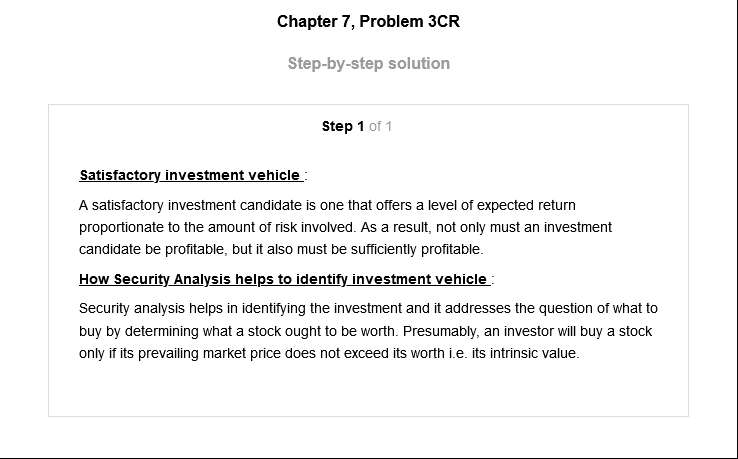 Chapter 7, Problem 3CR
Step-by-step solution
Step 1 of 1
Satisfactory investment vehicle :
A satisfactory investment candidate is one that offers a level of expected return
proportionate to the amount of risk involved. As a result, not only must an investment
candidate be profitable, but it also must be sufficiently profitable.
How Security Analysis helps to identify investment vehicle :
Security analysis helps in identifying the investment and it addresses the question of what to
buy by determining what a stock ought to be worth. Presumably, an investor will buy a stock
only if its prevailing market price does not exceed its worth i.e. its intrinsic value.